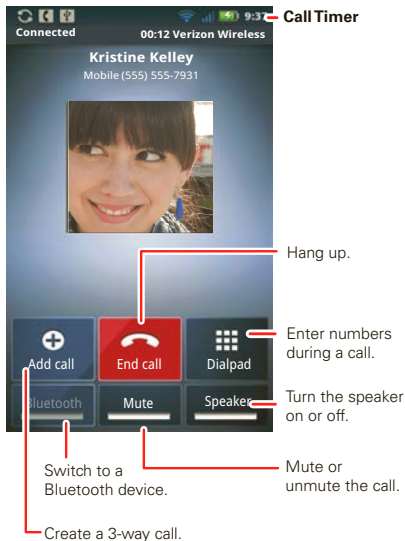 9:37
Call Timer
Connected
00:12 Verizon Wireless
Kristine Kelley
Mobile (555) 555-7931
Hang up.
Add call
End call
Dialpad
Enter numbers
during a call.
Bluetooth
Mute
Speaker
Turn the speaker
on or off.
Switch to a
Bluetooth device.
Mute or
unmute the call.
Create a 3-way call.